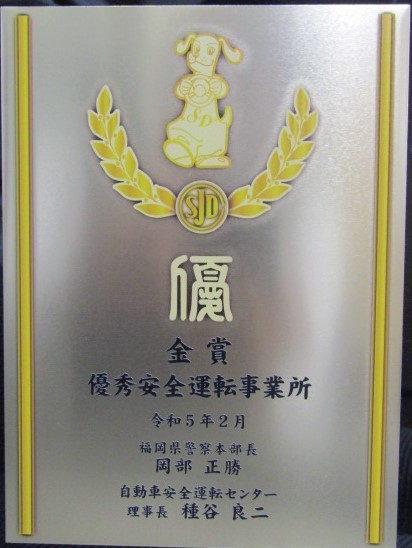 SD
SJD
優
金賞
優秀安全運転事業所
令和5年2月
福岡県警察本部長
岡部 正勝
自動車安全運転センター
理事長 種谷 良二